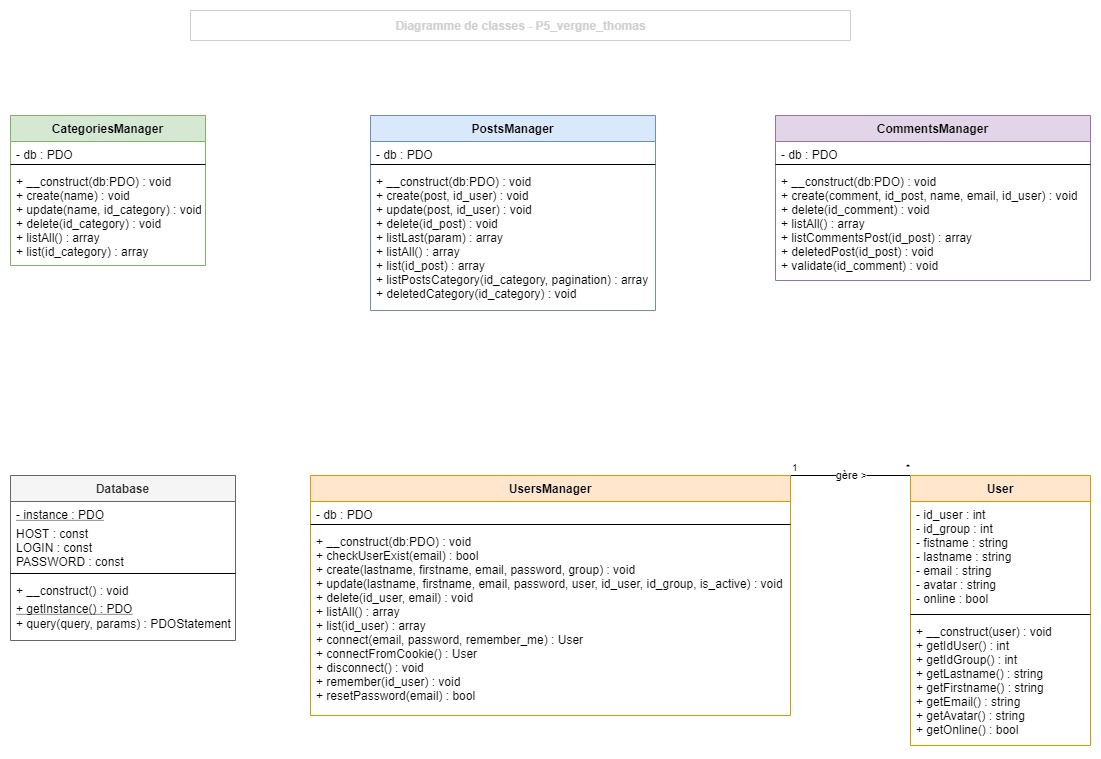 Diagramme de classes - P5_vergne_thomas
CategoriesManager
- db : PDO
+ __construct(db:PDO) : void
+ create(name) : void
+ update(name, id_category) : void
+ delete(id_category) : void
+ listAll() : array
+ list(id_category) : array
PostsManager
- db : PDO
+ __construct(db:PDO) : void
+ create(post, id_user) : void
+ update(post, id_user) : void
+ delete(id_post) : void
+ listLast(param) : array
+ listAll() : array
+ list(id_post) : array
+ listPostsCategory(id_category, pagination) : array
+ deletedCategory(id_category) : void
CommentsManager
- db : PDO
+ __construct(db:PDO) : void
+ create(comment, id_post, name, email, id_user) : void
+ delete(id_comment) : void
+ listAll() : array
+ listCommentsPost(id_post) : array
+ deletedPost(id_post) : void
+ validate(id_comment) : void
Database
- instance : PDO
HOST : const
LOGIN : const
PASSWORD : const
+ __construct() : void
+ getInstance() : PDO
+ query(query, params) : PDOStatement
UsersManager
- db : PDO
+ __construct(db:PDO) : void
+ checkUserExist(email) : bool
+ create(lastname, firstname, email, password, group) : void
+ update(lastname, firstname, email, password, user, id_user, id_group, is_active) : void
+ delete(id_user, email) : void
+ listAll() : array
+ list(id_user) : array
+ connect(email, password, remember_me) : User
+ connectFromCookie() : User
+ disconnect() : void
+ remember(id_user) : void
+ resetPassword(email) : bool
1 gère > *
User
- id_user : int
- id_group : int
- fistname : string
- lastname : string
- email : string
- avatar : string
- online : bool
+ __construct(user) : void
+ getIdUser() : int
+ getIdGroup() : int
+ getLastname() : string
+ getFirstname() : string
+ getEmail() : string
+ getAvatar() : string
+ getOnline() : bool